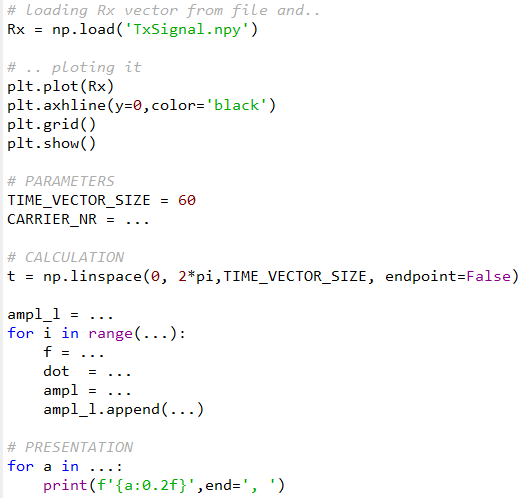 # loading Rx vector from file and..
Rx = np.load('TxSignal.npy')
# .. ploting it
plt.plot(Rx)
plt.axhline(y=0,color='black')
plt.grid()
plt.show()
# PARAMETERS
TIME_VECTOR_SIZE = 60
CARRIER_NR = ...
# CALCULATION
t = np.linspace(0, 2*pi,TIME_VECTOR_SIZE, endpoint=False)
ampl_l = ...
for i in range(...):
    f = ...
    dot  = ...
    ampl = ...
    ampl_l.append(...)
# PRESENTATION
for a in ...:
    print(f'{a:0.2f}',end=', ')